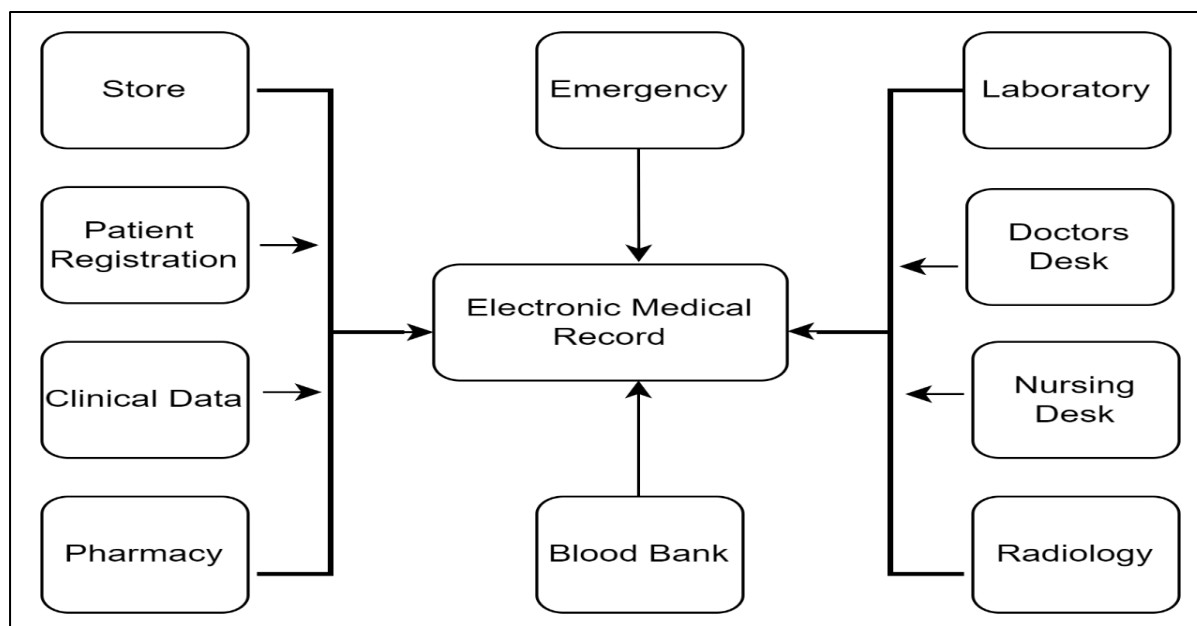 Store
Emergency
Laboratory
Patient
Registration
Doctors
Desk
Electronic Medical
Record
Clinical Data
Nursing
Desk
Pharmacy
Blood Bank
Radiology